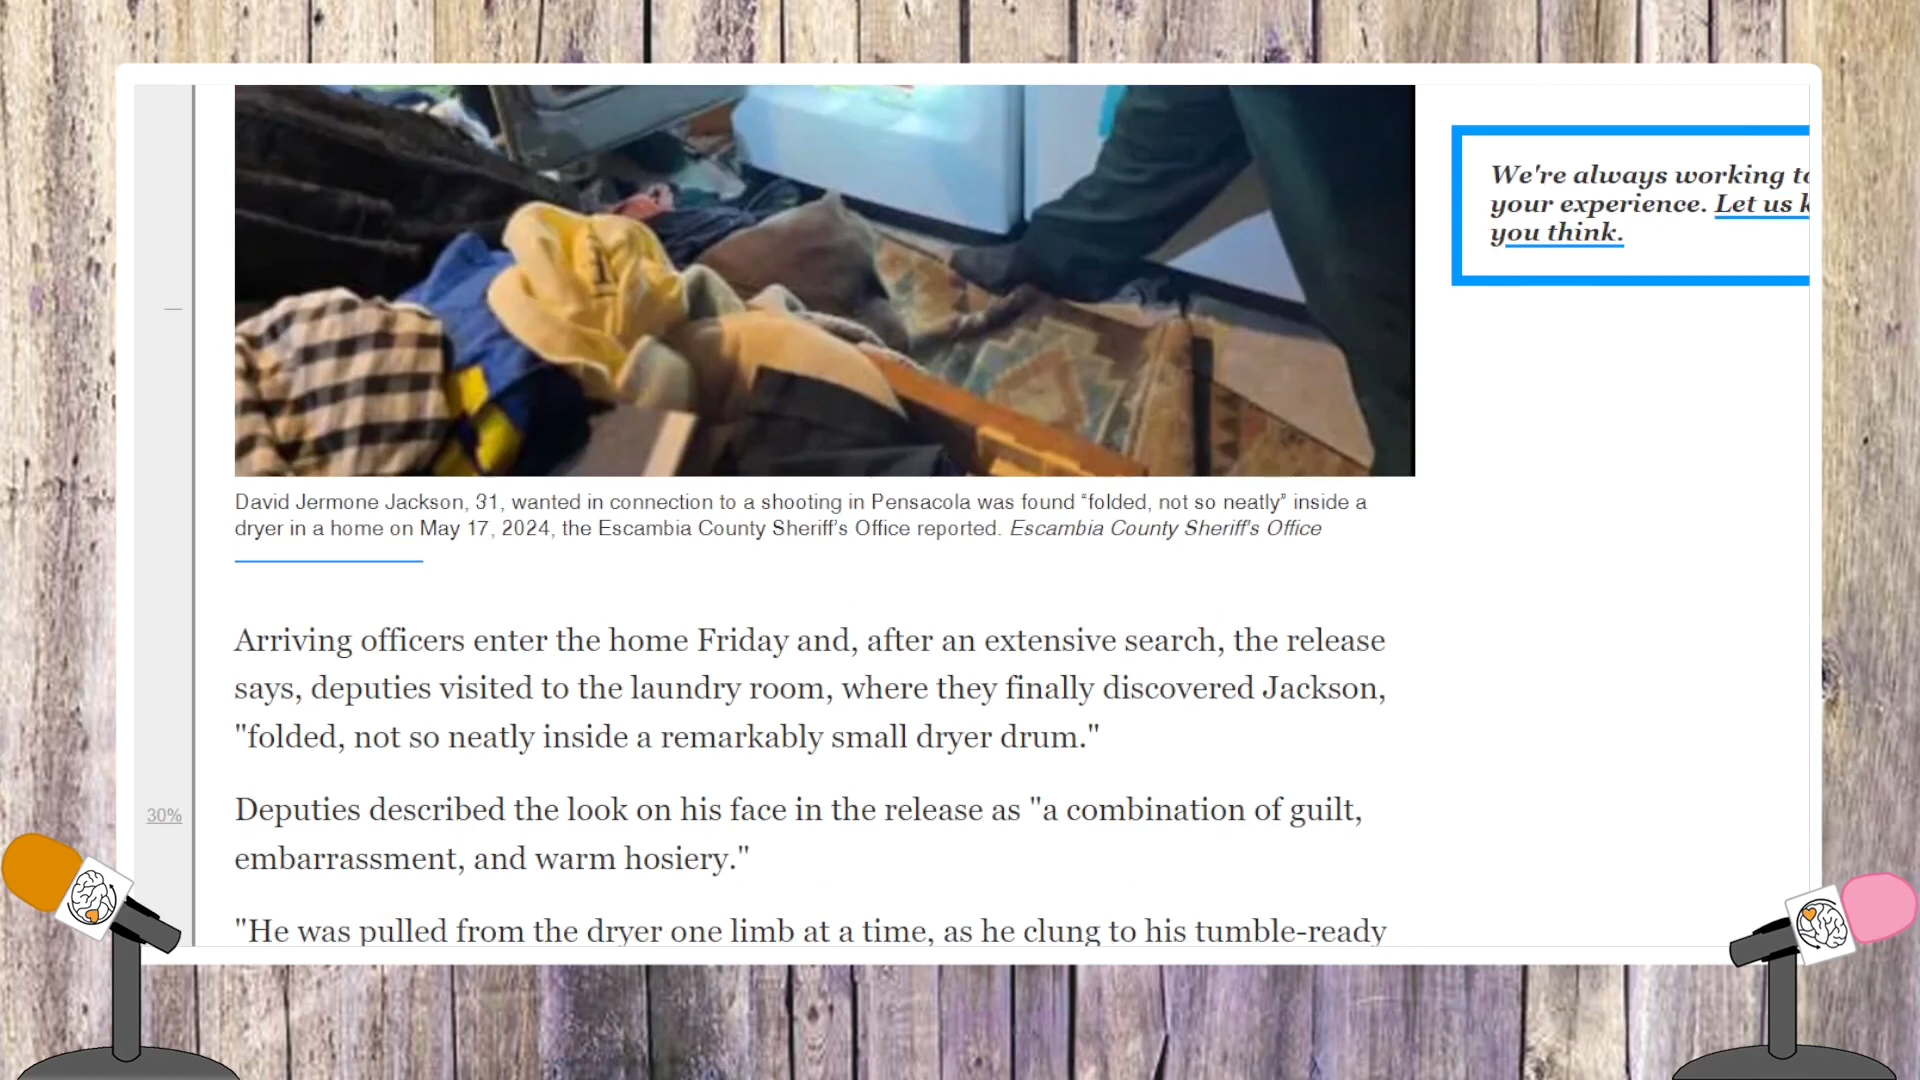 We're always working to
your experience. Let us k
you think.
David Jermone Jackson, 31, wanted in connection to a shooting in Pensacola was found “folded, not so neatly” inside a
dryer in a home on May 17, 2024, the Escambia County Sheriff’s Office reported. Escambia County Sheriff's Office
Arriving officers enter the home Friday and, after an extensive search, the release
says, deputies visited to the laundry room, where they finally discovered Jackson,
"folded, not so neatly inside a remarkably small dryer drum."
30%
Deputies described the look on his face in the release as "a combination of guilt,
embarrassment, and warm hosiery."
"He was pulled from the dryer one limb at a time, as he clung to his tumble-ready